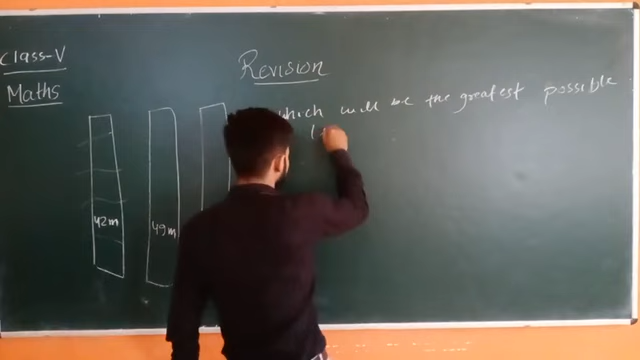 Class-V
Maths
Revision
which will be the greatest possible
42m
49m